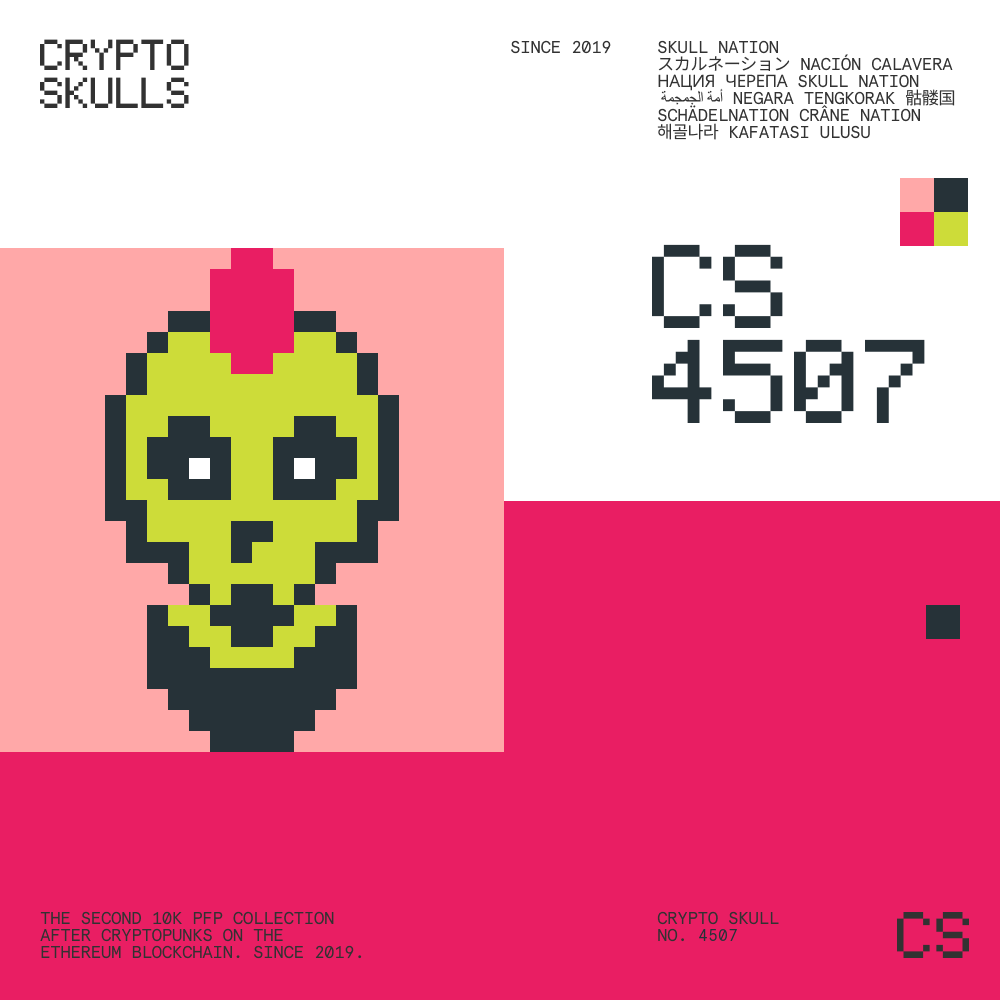 CRYPTO
SKULLS
SINCE 2019
SKULL NATION
スカルネーション NACIÓN CALAVERA
НАЦИЯ ЧЕРЕПА SKULL NATION
أمة الجمجمة NEGARA TENGKORAK 骷髅国
SCHÄDELNATION CRÂNE NATION
해골나라 KAFATASI ULUSU
CS
4507
THE SECOND 10K PFP COLLECTION
AFTER CRYPTOPUNKS ON THE
ETHEREUM BLOCKCHAIN. SINCE 2019.
CRYPTO SKULL
NO. 4507
CS